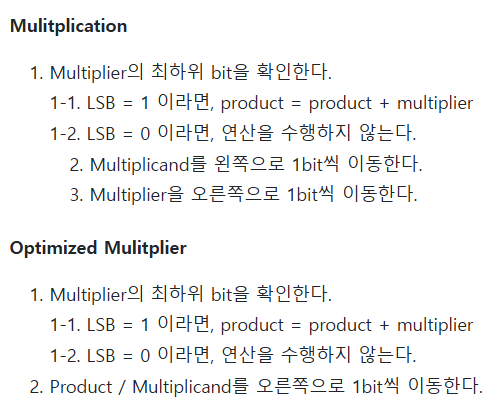 Mulitplication
1. Multiplier의 최하위 bit을 확인한다.
1-1. LSB = 1 이라면, product = product + multiplier
1-2. LSB = 0 이라면, 연산을 수행하지 않는다.
2. Multiplicand를 왼쪽으로 1bit씩 이동한다.
3. Multiplier을 오른쪽으로 1bit씩 이동한다.
Optimized Mulitplier
1. Multiplier의 최하위 bit을 확인한다.
1-1. LSB = 1 이라면, product = product + multiplier
1-2. LSB = 0 이라면, 연산을 수행하지 않는다.
2. Product / Multiplicand를 오른쪽으로 1bit씩 이동한다.